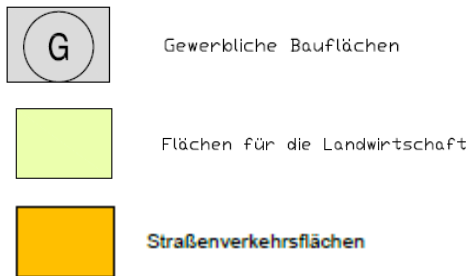 G Gewerbliche Bauflächen
Flächen für die Landwirtschaft
Straßenverkehrsflächen